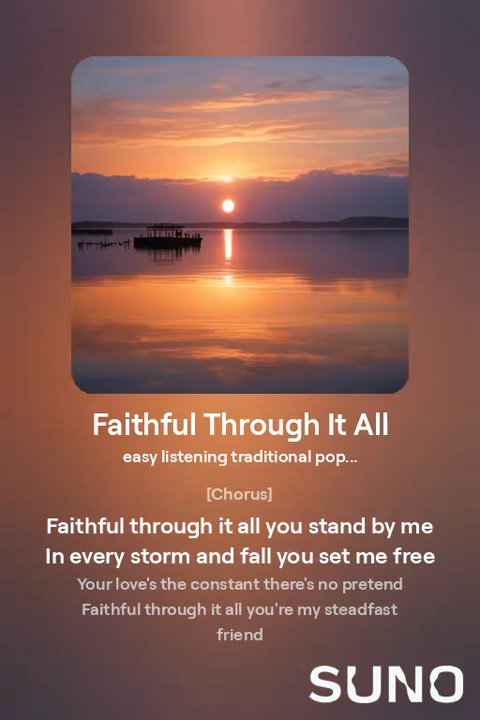 Faithful Through It All
easy listening traditional pop...
[Chorus]
Faithful through it all you stand by me
In every storm and fall you set me free
Your love's the constant there's no pretend
Faithful through it all you're my steadfast
friend
SUNO